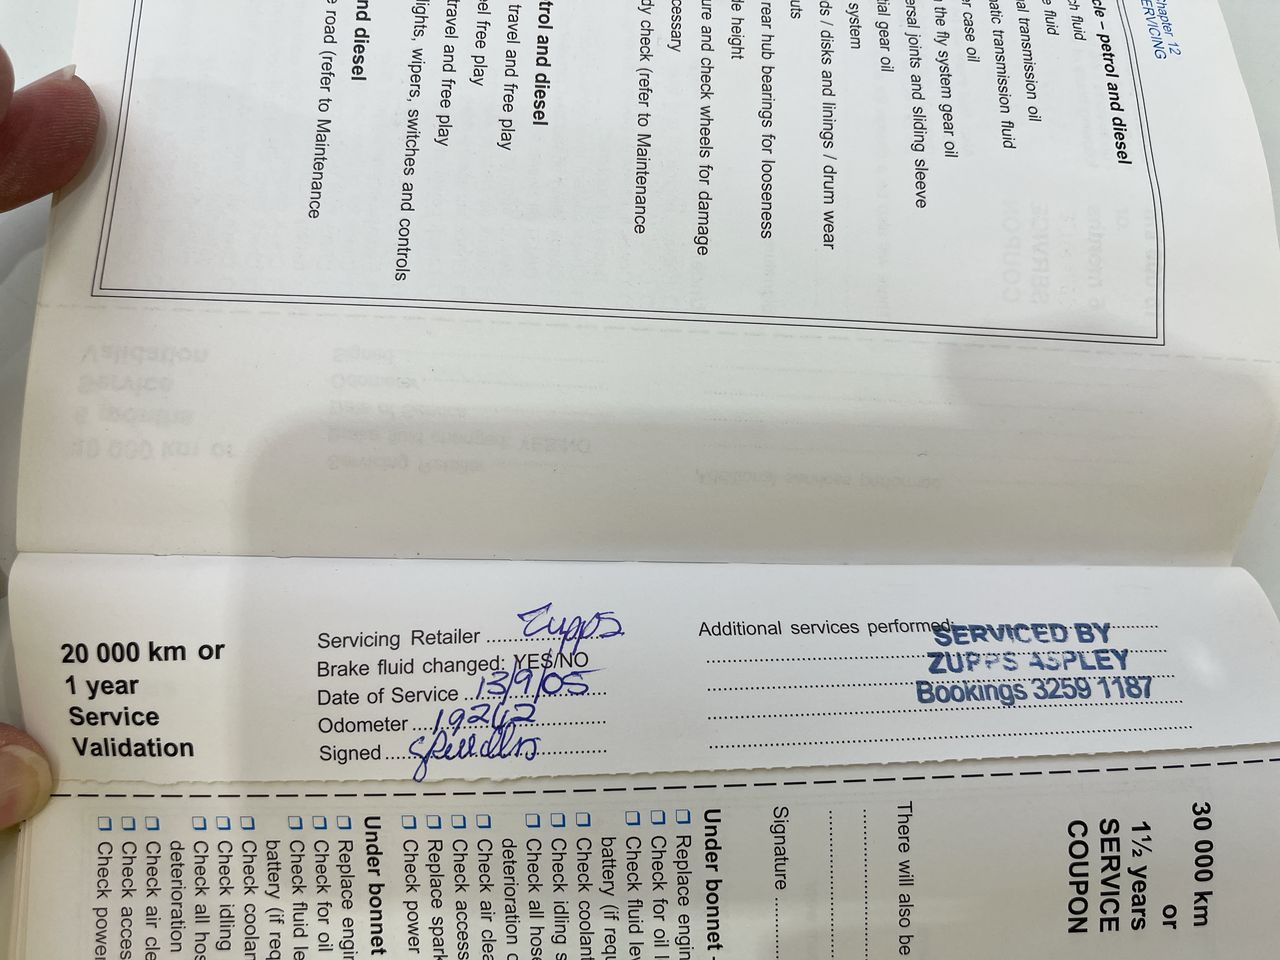 Chapter 12
SERVICING
cle – petrol and diesel
ch fluid
e fluid
al transmission oil
atic transmission fluid
er case oil
n the fly system gear oil
ersal joints and sliding sleeve
tial gear oil
system
ds / disks and linings / drum wear
uts
rear hub bearings for looseness
le height
ure and check wheels for damage
cessary
dy check (refer to Maintenance
trol and diesel
travel and free play
el free play
travel and free play
lights, wipers, switches and controls
nd diesel
e road (refer to Maintenance
20 000 km or
1 year
Service
Validation
Servicing Retailer Zupps
Brake fluid changed: YES/NO
Date of Service 13/9/05
Odometer 19242
Signed
Additional services performed:
SERVICED BY
ZUPPS ASPLEY
Bookings 3259 1187
30 000 km
or
1½ years
SERVICE
COUPON
There will also be
Signature
Under bonnet -
Replace engin
Check for oil l
Check fluid lev
battery (if requ
Check coolant
Check idling s
Check all hose
deterioration o
Check air clea
Check access
Replace spark
Check power
Under bonnet
Replace engir
Check for oil
Check fluid le
battery (if req
Check coolar
Check idling
Check all hos
deterioration
Check air cle
Check acces
Check power